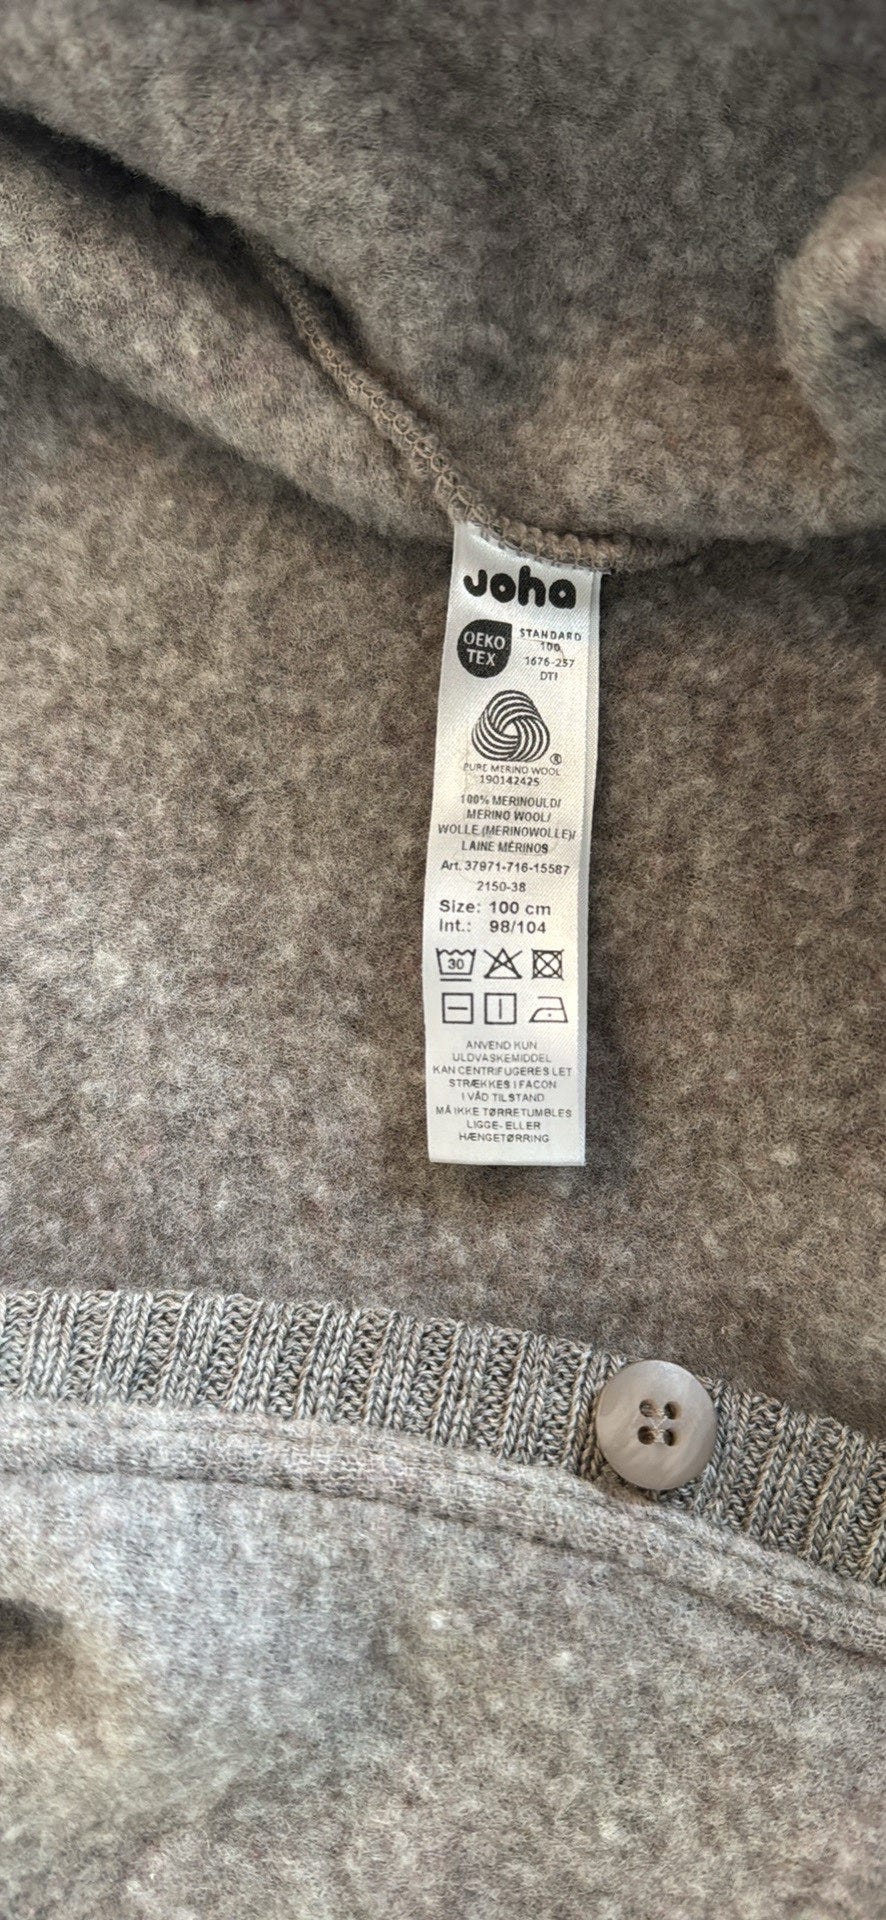 Joha
OEKO
TEX
STANDARD
100
1676-257
DTI
PURE MERINO WOOL
190142425
100% MERINOULD/
MERINO WOOL/
WOLLE (MERINOWOLLE)/
LAINE MÉRINOS
Art. 37971-716-15587
2150-38
Size: 100 cm
Int.: 98/104
30
ANVEND KUN
ULDVASKEMIDDEL
KAN CENTRIFUGERES LET
STRÆKKES I FACON
I VÅD TILSTAND
MÅ IKKE TØRRETUMBLES
LIGGE- ELLER
HÆNGETØRRING